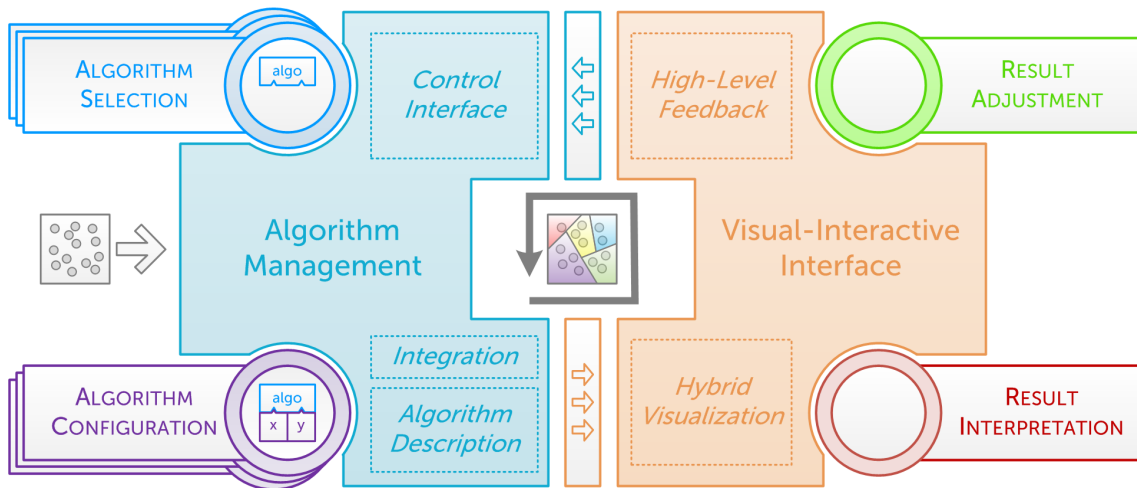 ALGORITHM
SELECTION
algo
Control
Interface
High-Level
Feedback
RESULT
ADJUSTMENT
Algorithm
Management
Visual-Interactive
Interface
ALGORITHM
CONFIGURATION
algo
x y
Integration
Algorithm
Description
Hybrid
Visualization
RESULT
INTERPRETATION